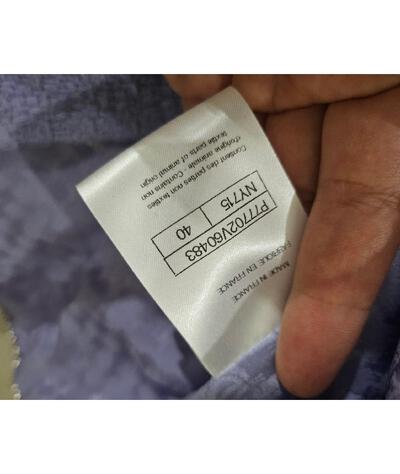 MADE IN FRANCE
FABRIQUÉ EN FRANCE
P77702V60483
NY715 40
Contient des parties non textiles
d'origine animale - Contains non
textile parts of animal origin